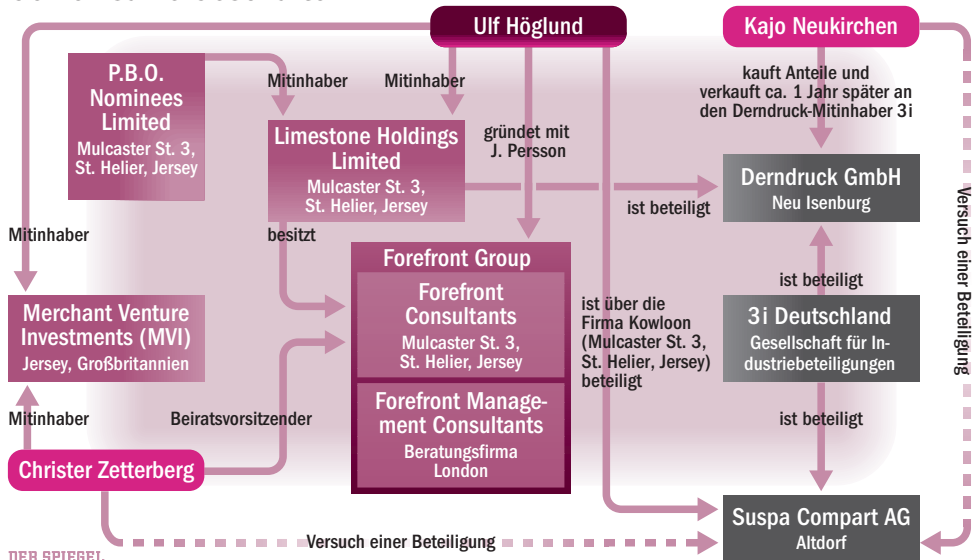 Ulf Höglund
Kajo Neukirchen
P.B.O.
Nominees
Limited
Mulcaster St. 3,
St. Helier, Jersey
Mitinhaber
Mitinhaber
kauft Anteile und
verkauft ca. 1 Jahr später an
den Derndruck-Mitinhaber 3i
Limestone Holdings
Limited
Mulcaster St. 3,
St. Helier, Jersey
gründet mit
J. Persson
Derndruck GmbH
Neu Isenburg
ist beteiligt
Mitinhaber
besitzt
Forefront Group
Forefront
Consultants
Mulcaster St. 3,
St. Helier, Jersey
Forefront Manage-
ment Consultants
Beratungsfirma
London
ist über die
Firma Kowloon
(Mulcaster St. 3,
St. Helier, Jersey)
beteiligt
ist beteiligt
3i Deutschland
Gesellschaft für In-
dustriebeteiligungen
ist beteiligt
Versuch einer Beteiligung
Merchant Venture
Investments (MVI)
Jersey, Großbritannien
Mitinhaber
Beiratsvorsitzender
Christer Zetterberg
Versuch einer Beteiligung
Suspa Compart AG
Altdorf
DER SPIEGEL